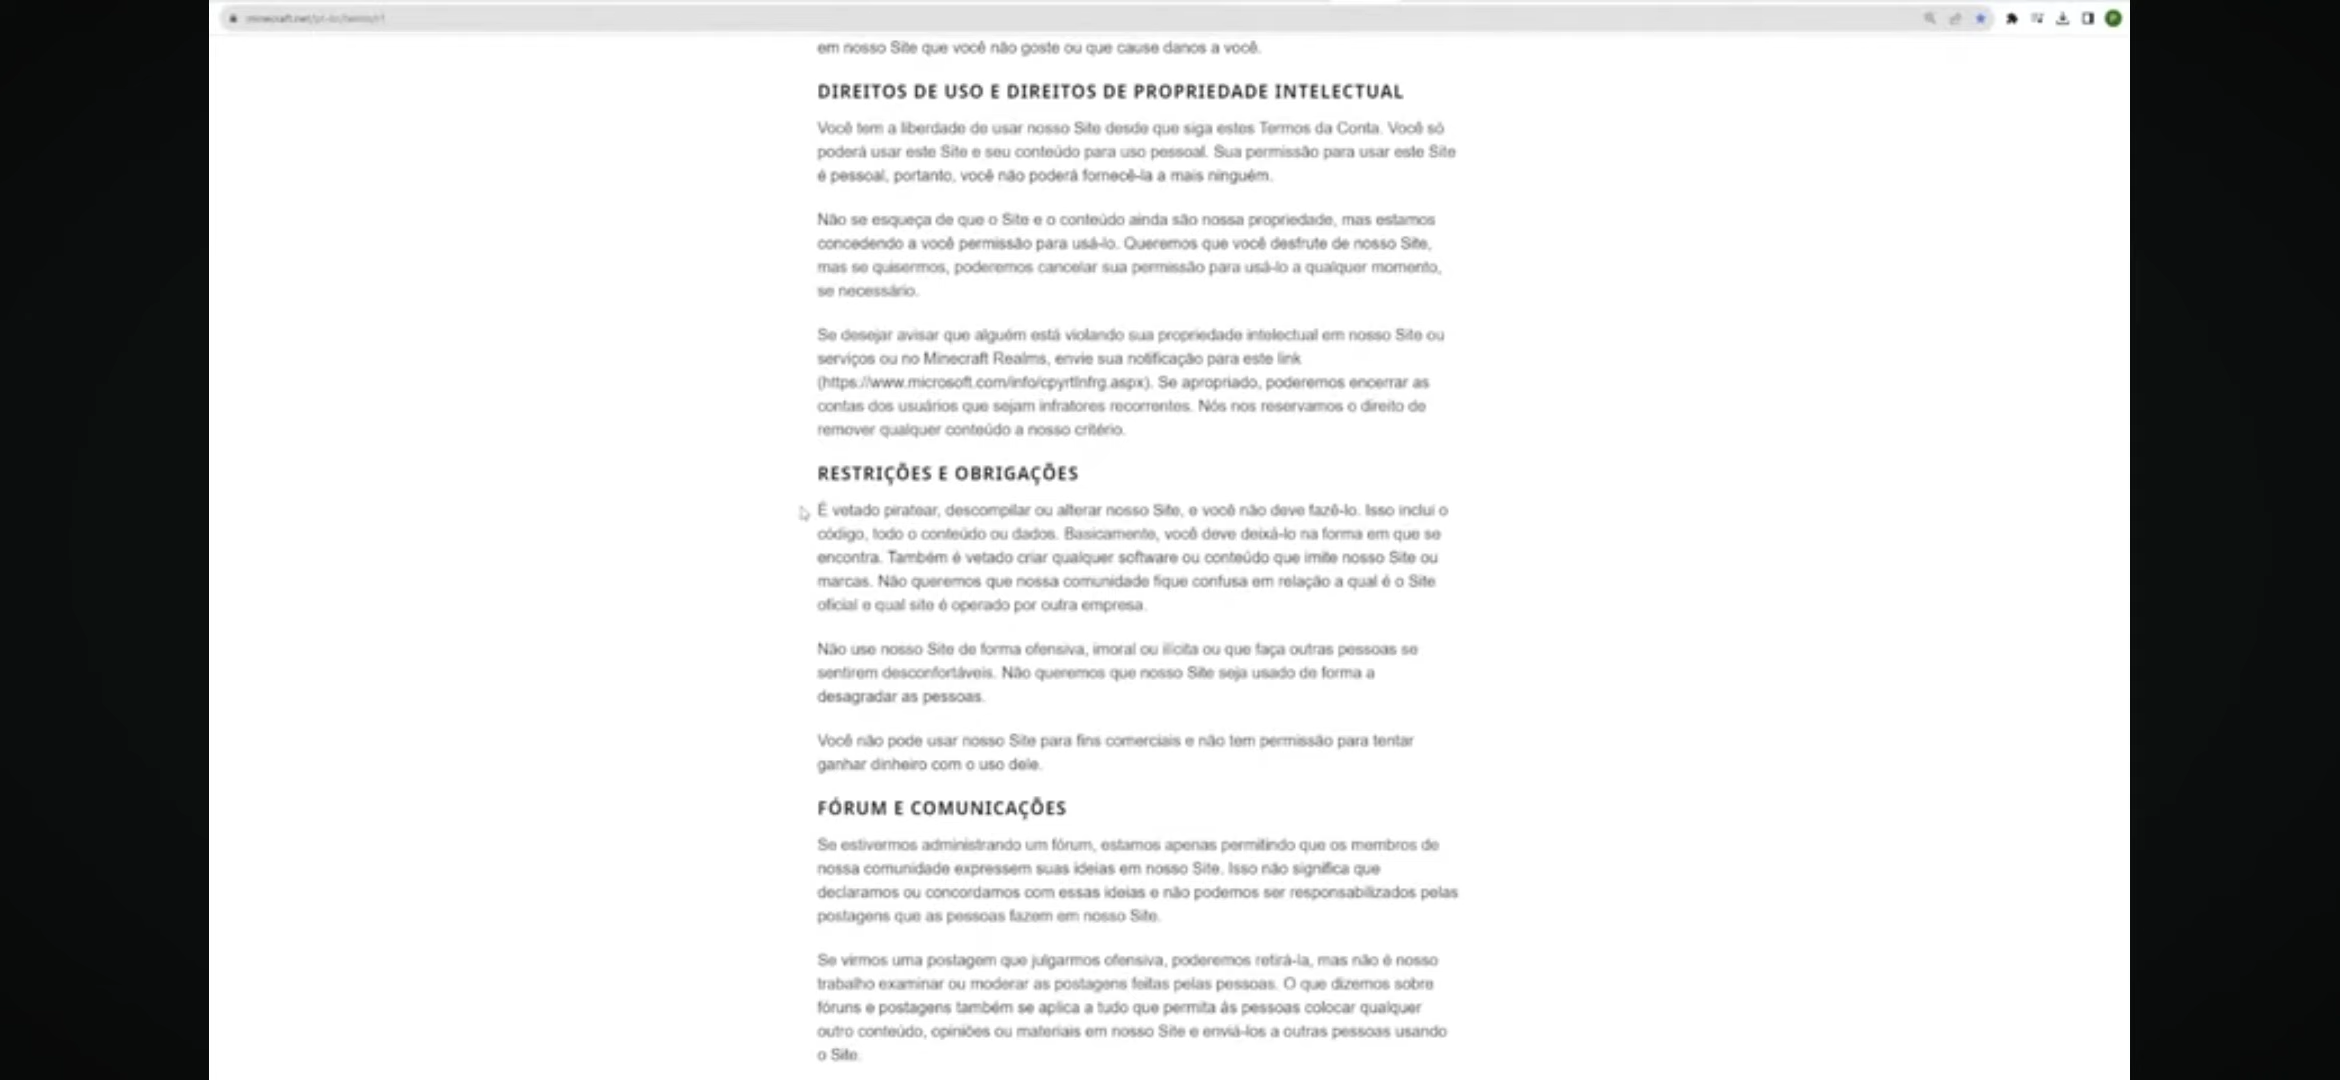 em nosso Site que você não goste ou que cause danos a você.
DIREITOS DE USO E DIREITOS DE PROPRIEDADE INTELECTUAL
Você tem a liberdade de usar nosso Site desde que siga estes Termos da Conta. Você só
poderá usar este Site e seu conteúdo para uso pessoal. Sua permissão para usar este Site
é pessoal, portanto, você não poderá fornecê-la a mais ninguém.
Não se esqueça de que o Site e o conteúdo ainda são nossa propriedade, mas estamos
concedendo a você permissão para usá-lo. Queremos que você desfrute de nosso Site,
mas se quisermos, poderemos cancelar sua permissão para usá-lo a qualquer momento,
se necessário.
Se desejar avisar que alguém está violando sua propriedade intelectual em nosso Site ou
serviços ou no Minecraft Realms, envie sua notificação para este link
(https://www.microsoft.com/info/cpyrtInfrg.aspx). Se apropriado, poderemos encerrar as
contas dos usuários que sejam infratores recorrentes. Nós nos reservamos o direito de
remover qualquer conteúdo a nosso critério.
RESTRIÇÕES E OBRIGAÇÕES
É vetado piratear, descompilar ou alterar nosso Site, e você não deve fazê-lo. Isso inclui o
código, todo o conteúdo ou dados. Basicamente, você deve deixá-lo na forma em que se
encontra. Também é vetado criar qualquer software ou conteúdo que imite nosso Site ou
marcas. Não queremos que nossa comunidade fique confusa em relação a qual é o Site
oficial e qual site é operado por outra empresa.
Não use nosso Site de forma ofensiva, imoral ou ilícita ou que faça outras pessoas se
sentirem desconfortáveis. Não queremos que nosso Site seja usado de forma a
desagradar as pessoas.
Você não pode usar nosso Site para fins comerciais e não tem permissão para tentar
ganhar dinheiro com o uso dele.
FÓRUM E COMUNICAÇÕES
Se estivermos administrando um fórum, estamos apenas permitindo que os membros de
nossa comunidade expressem suas ideias em nosso Site. Isso não significa que
declaramos ou concordamos com essas ideias e não podemos ser responsabilizados pelas
postagens que as pessoas fazem em nosso Site.
Se virmos uma postagem que julgarmos ofensiva, poderemos retirá-la, mas não é nosso
trabalho examinar ou moderar as postagens feitas pelas pessoas. O que dizemos sobre
fóruns e postagens também se aplica a tudo que permita às pessoas colocar qualquer
outro conteúdo, opiniões ou materiais em nosso Site e enviá-los a outras pessoas usando
o Site.